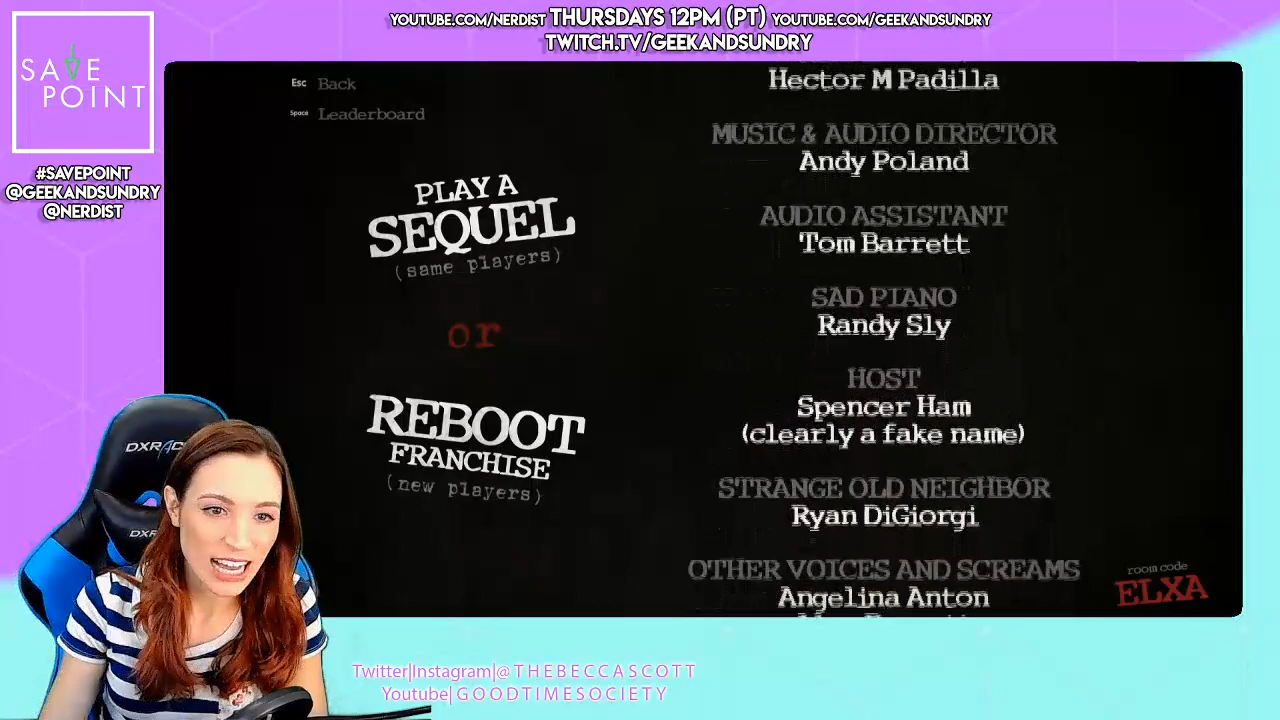 YOUTUBE.COM/NERDIST THURSDAYS 12PM (PT) YOUTUBE.COM/GEEKANDSUNDRY
TWITCH.TV/GEEKANDSUNDRY
SAVE
POINT
#SAVEPOINT
@GEEKANDSUNDRY
@NERDIST
Esc Back
Space Leaderboard
PLAY A
SEQUEL
(same players)
or
REBOOT
FRANCHISE
(new players)
Hector M Padilla
MUSIC & AUDIO DIRECTOR
Andy Poland
AUDIO ASSISTANT
Tom Barrett
SAD PIANO
Randy Sly
HOST
Spencer Ham
(clearly a fake name)
STRANGE OLD NEIGHBOR
Ryan DiGiorgi
OTHER VOICES AND SCREAMS
Angelina Anton
room code
ELXA
DXRAC
DXR
Twitter|Instagram|@THEBECCASCOTT
Youtube|GOODTIMESOCIETY